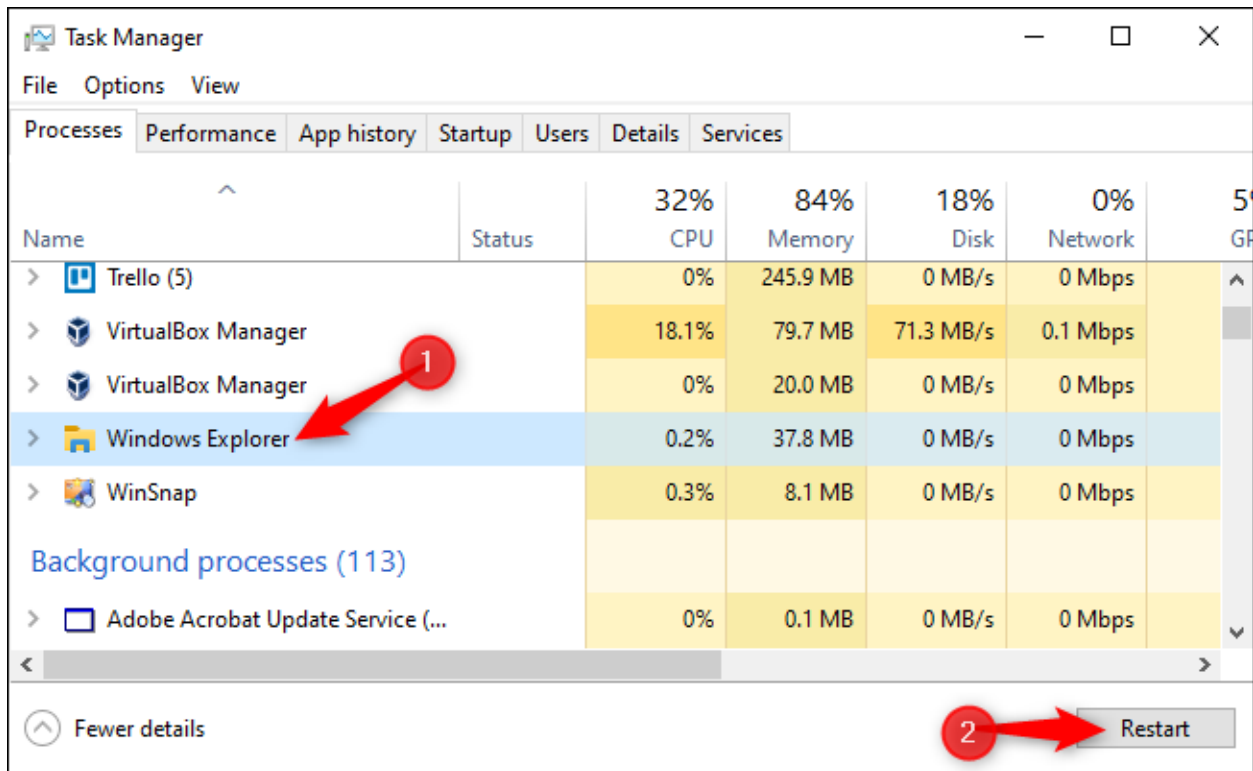 Task Manager
File Options View
Processes Performance App history Startup Users Details Services
32% 84% 18% 0% 5%
Name Status CPU Memory Disk Network
Trello (5) 0% 245.9 MB 0 MB/s 0 Mbps
VirtualBox Manager 18.1% 79.7 MB 71.3 MB/s 0.1 Mbps
1
VirtualBox Manager 0% 20.0 MB 0 MB/s 0 Mbps
Windows Explorer 0.2% 37.8 MB 0 MB/s 0 Mbps
WinSnap 0.3% 8.1 MB 0 MB/s 0 Mbps
Background processes (113)
Adobe Acrobat Update Service (... 0% 0.1 MB 0 MB/s 0 Mbps
Fewer details 2 Restart